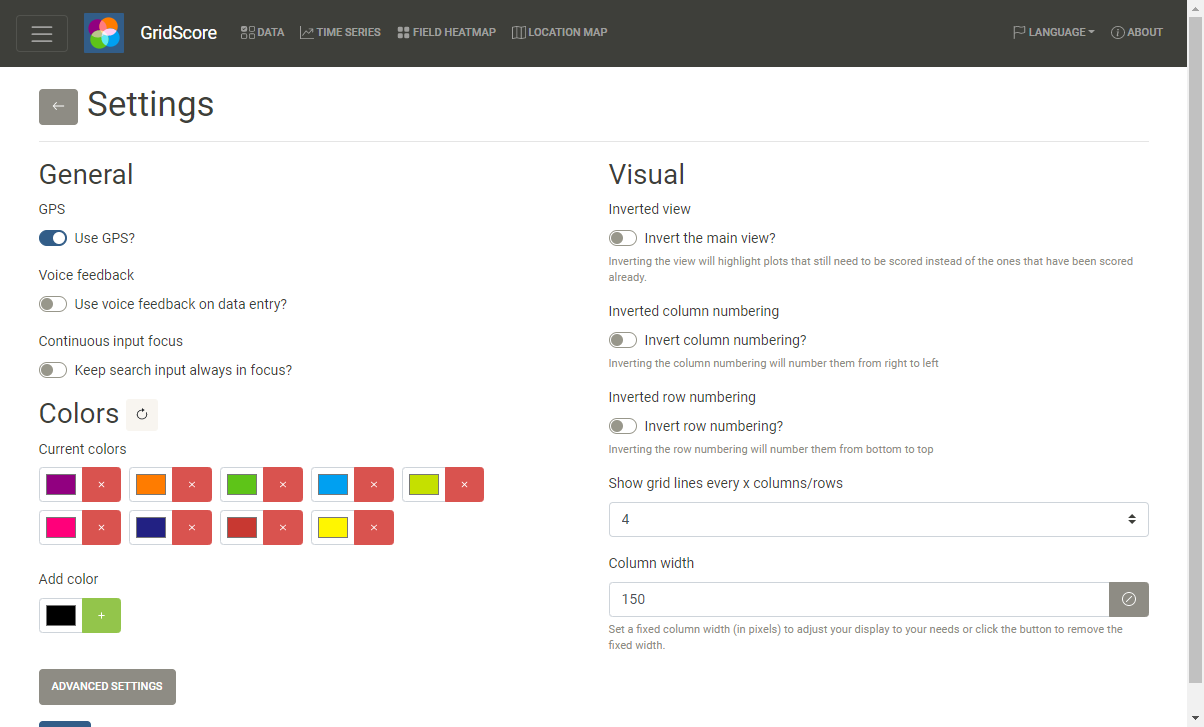 GridScore
DATA
TIME SERIES
FIELD HEATMAP
LOCATION MAP
LANGUAGE
ABOUT
Settings
General
GPS
Use GPS?
Voice feedback
Use voice feedback on data entry?
Continuous input focus
Keep search input always in focus?
Colors
Current colors
Add color
ADVANCED SETTINGS
Visual
Inverted view
Invert the main view?
Inverting the view will highlight plots that still need to be scored instead of the ones that have been scored
already.
Inverted column numbering
Invert column numbering?
Inverting the column numbering will number them from right to left
Inverted row numbering
Invert row numbering?
Inverting the row numbering will number them from bottom to top
Show grid lines every x columns/rows
4
Column width
150
Set a fixed column width (in pixels) to adjust your display to your needs or click the button to remove the
fixed width.